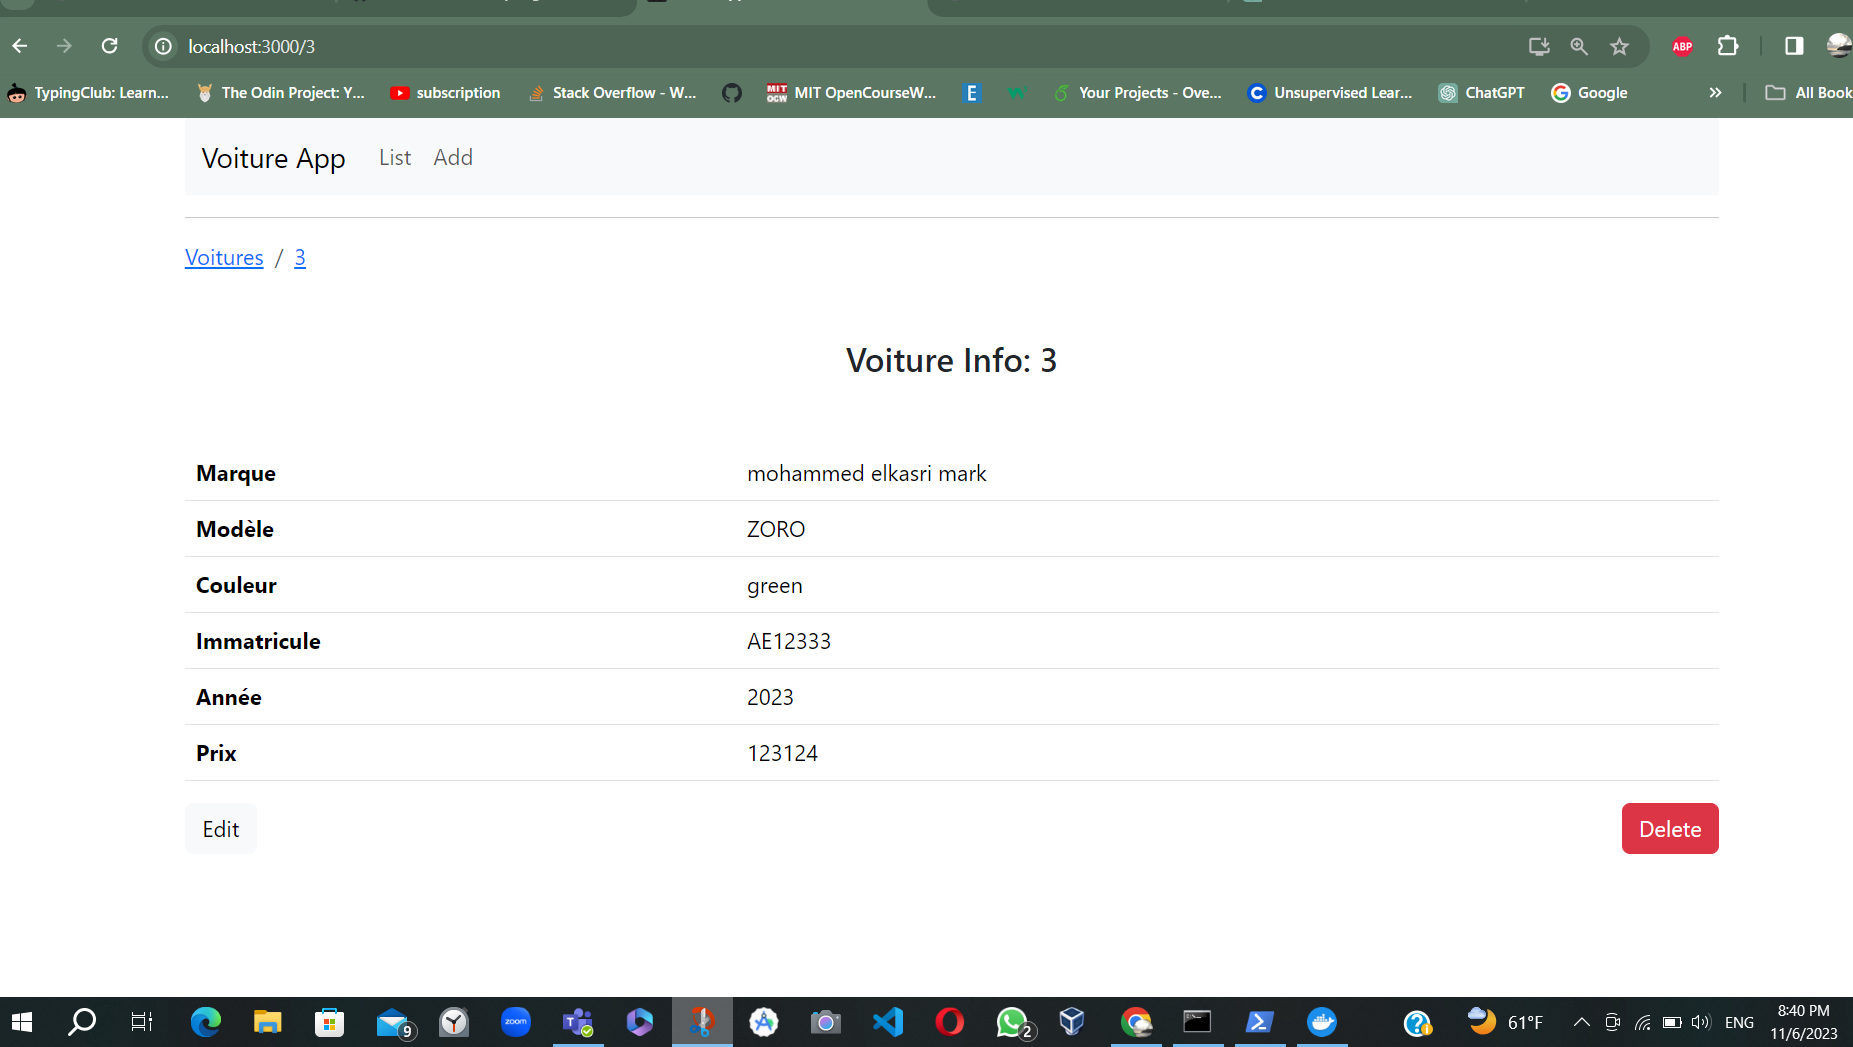 localhost:3000/3
ABP
TypingClub: Learn... The Odin Project: Y... subscription Stack Overflow - W... MIT OCW MIT OpenCourseW... E Your Projects - Ove... C Unsupervised Lear... ChatGPT G Google » All Book
Voiture App List Add
Voitures / 3
Voiture Info: 3
Marque mohammed elkasri mark
Modèle ZORO
Couleur green
Immatricule AE12333
Année 2023
Prix 123124
Edit Delete
9 zoom 2 61°F ENG 8:40 PM
11/6/2023